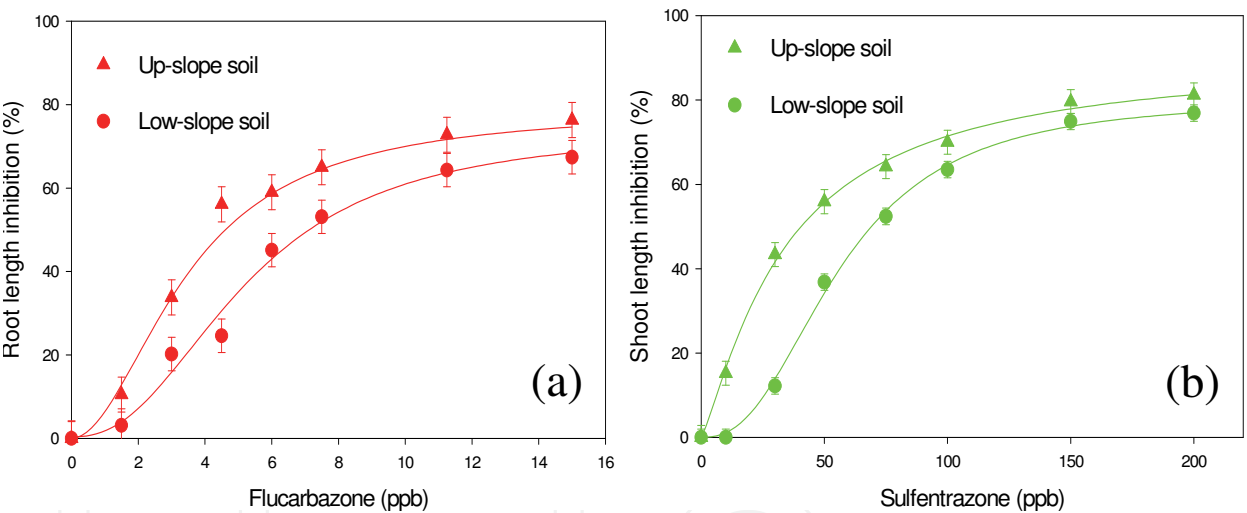 100
80
60
40
20
0
Root length inhibition (%)
Up-slope soil
Low-slope soil
(a)
0 2 4 6 8 10 12 14 16
Flucarbazone (ppb)
100
80
60
40
20
0
Shoot length inhibition (%)
Up-slope soil
Low-slope soil
(b)
0 50 100 150 200
Sulfentrazone (ppb)